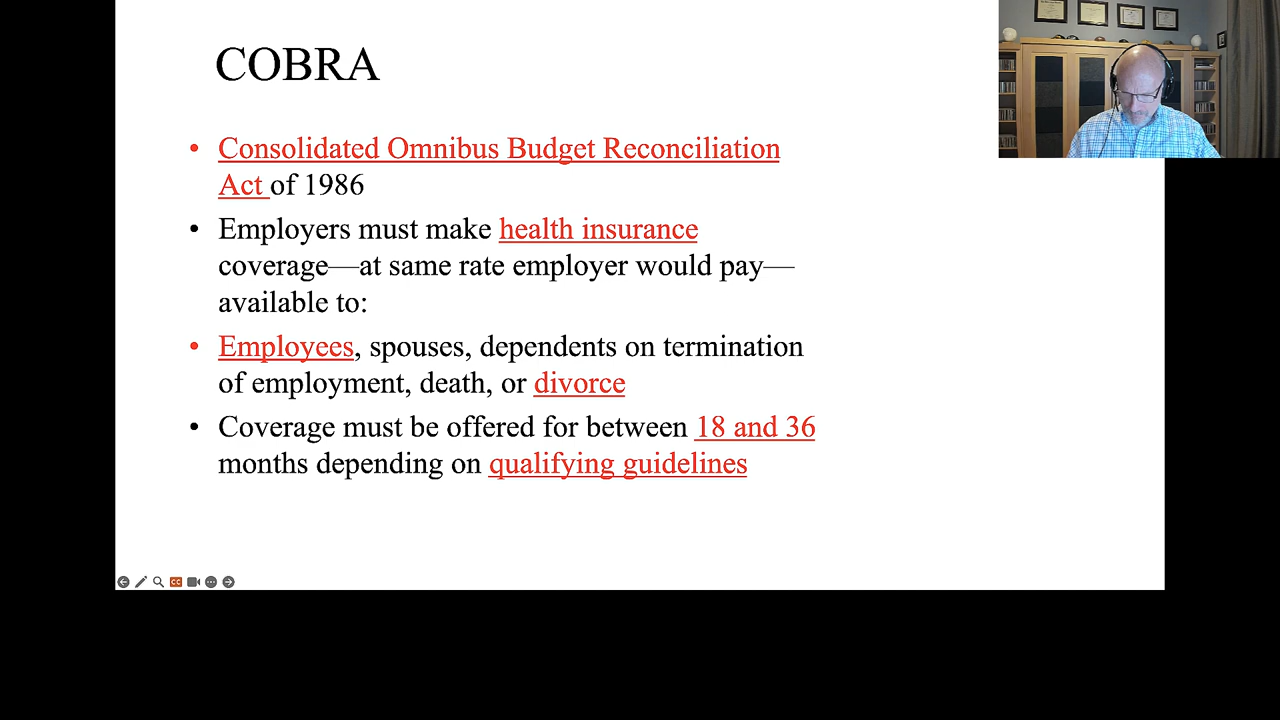 COBRA
• Consolidated Omnibus Budget Reconciliation
Act of 1986
• Employers must make health insurance
coverage—at same rate employer would pay—
available to:
• Employees, spouses, dependents on termination
of employment, death, or divorce
• Coverage must be offered for between 18 and 36
months depending on qualifying guidelines
CC